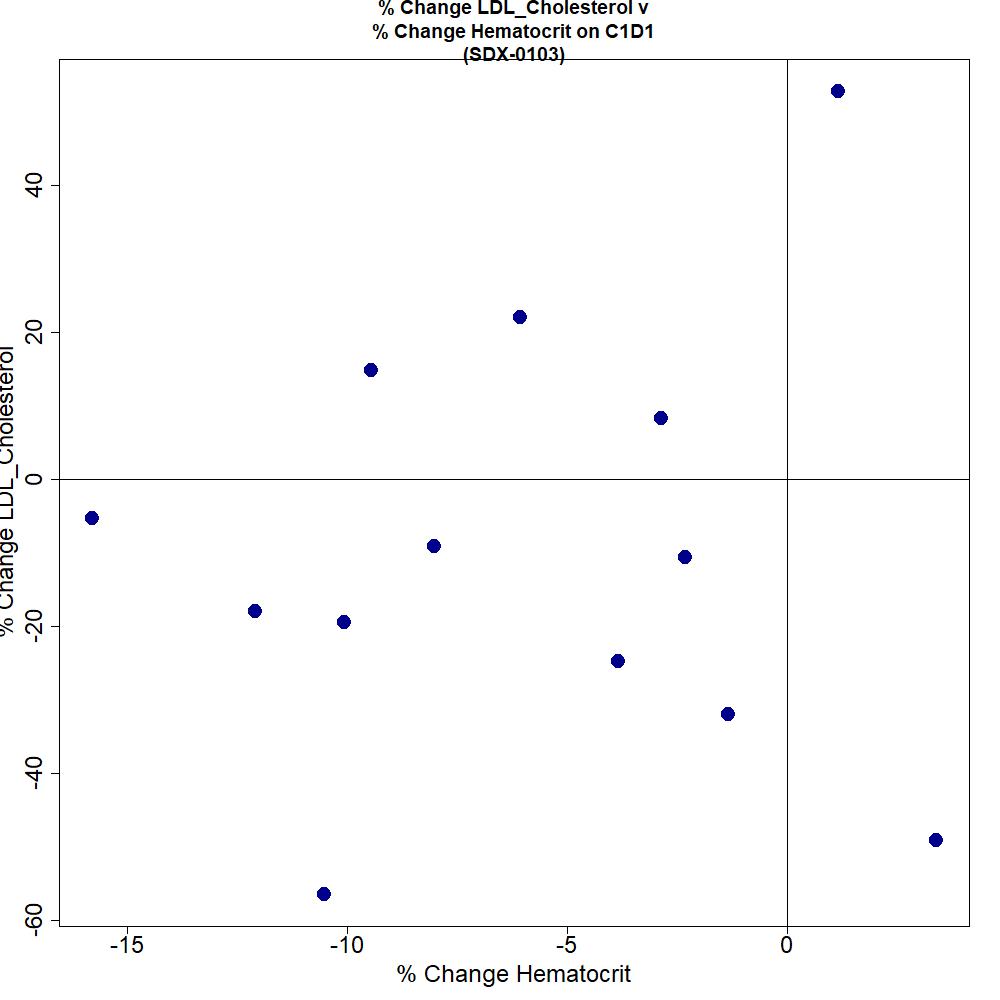 % Change LDL_Cholesterol v
% Change Hematocrit on C1D1
(SDX-0103)
% Change LDL_Cholesterol
40
20
0
-20
-40
-60
-15
-10
-5
0
% Change Hematocrit